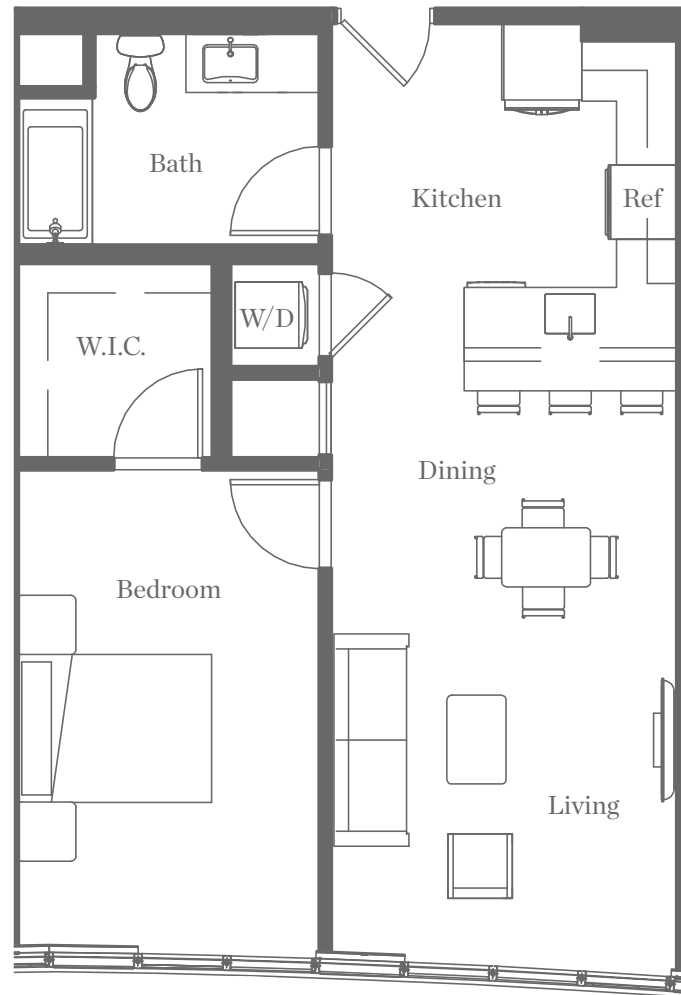 Bath
Kitchen
Ref
W/D
W.I.C.
Dining
Bedroom
Living